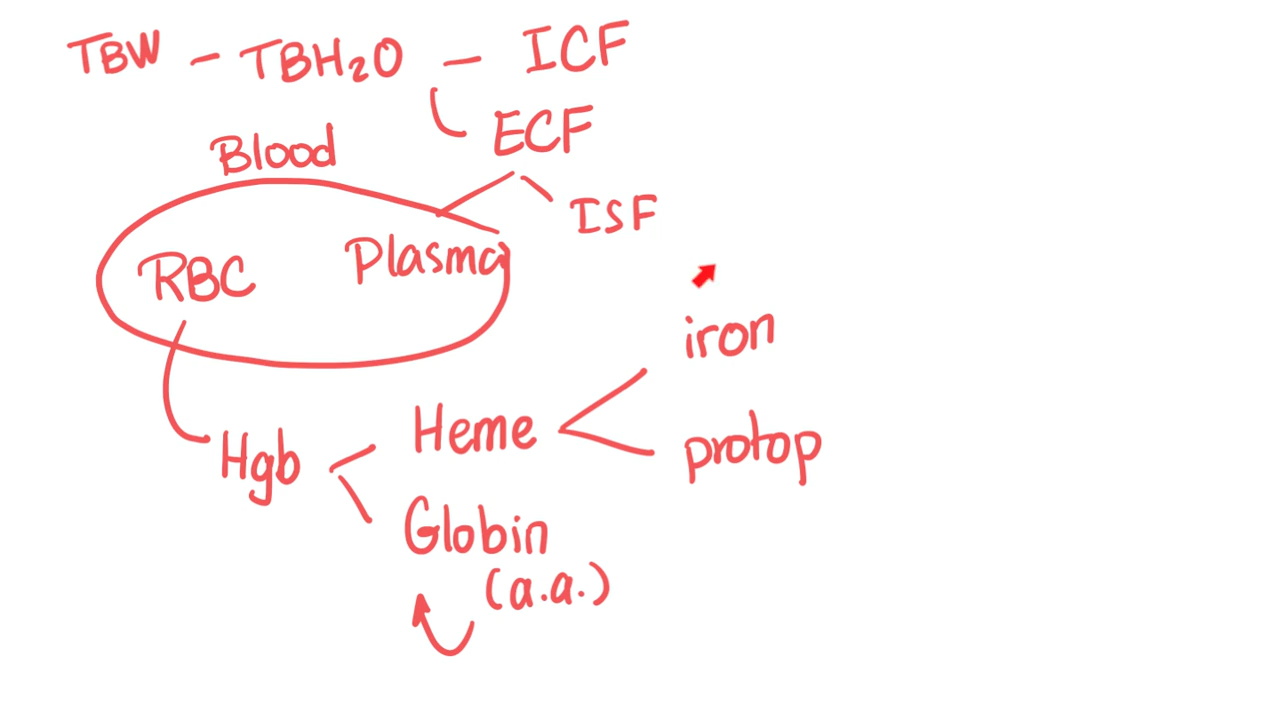 TBW - TBH₂O - ICF
ECF
Blood
ISF
RBC Plasma
iron
Hgb Heme protop
Globin
(a.a.)